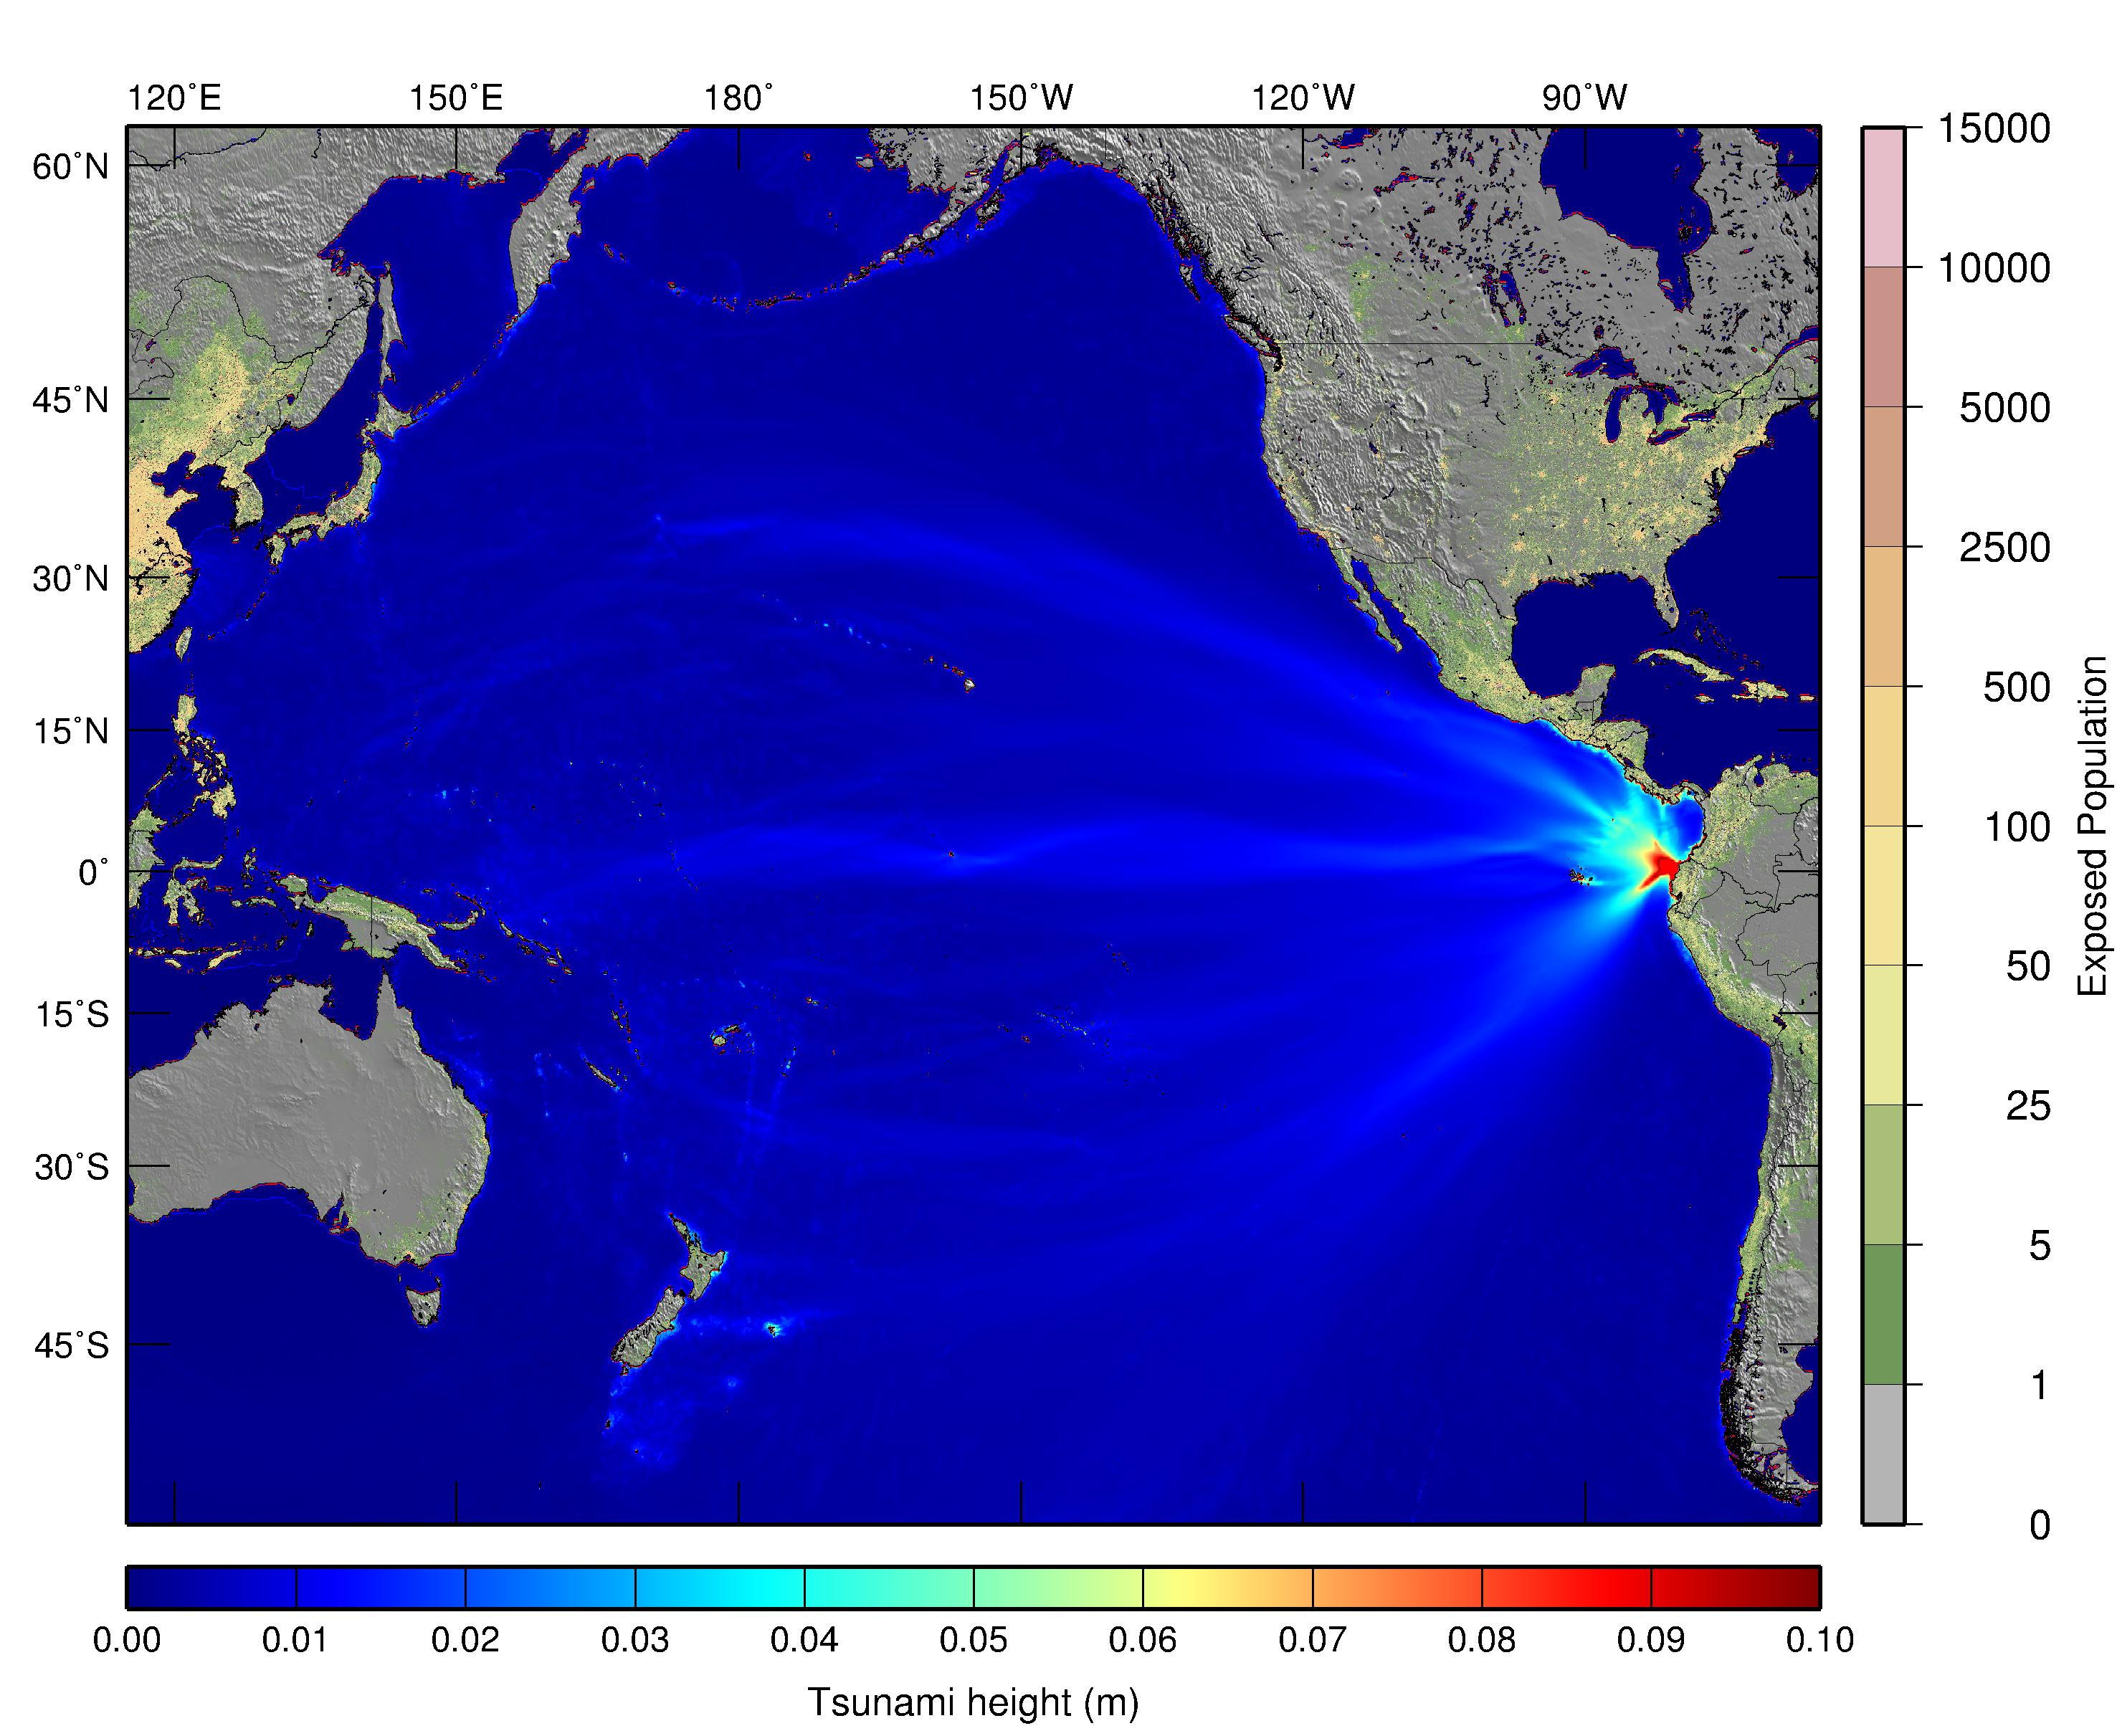 120˚E 150˚E 180˚ 150˚W 120˚W 90˚W
60˚N
45˚N
30˚N
15˚N
0˚
15˚S
30˚S
45˚S
15000
10000
5000
2500
500
100
50
25
5
1
0
Exposed Population
0.00 0.01 0.02 0.03 0.04 0.05 0.06 0.07 0.08 0.09 0.10
Tsunami height (m)